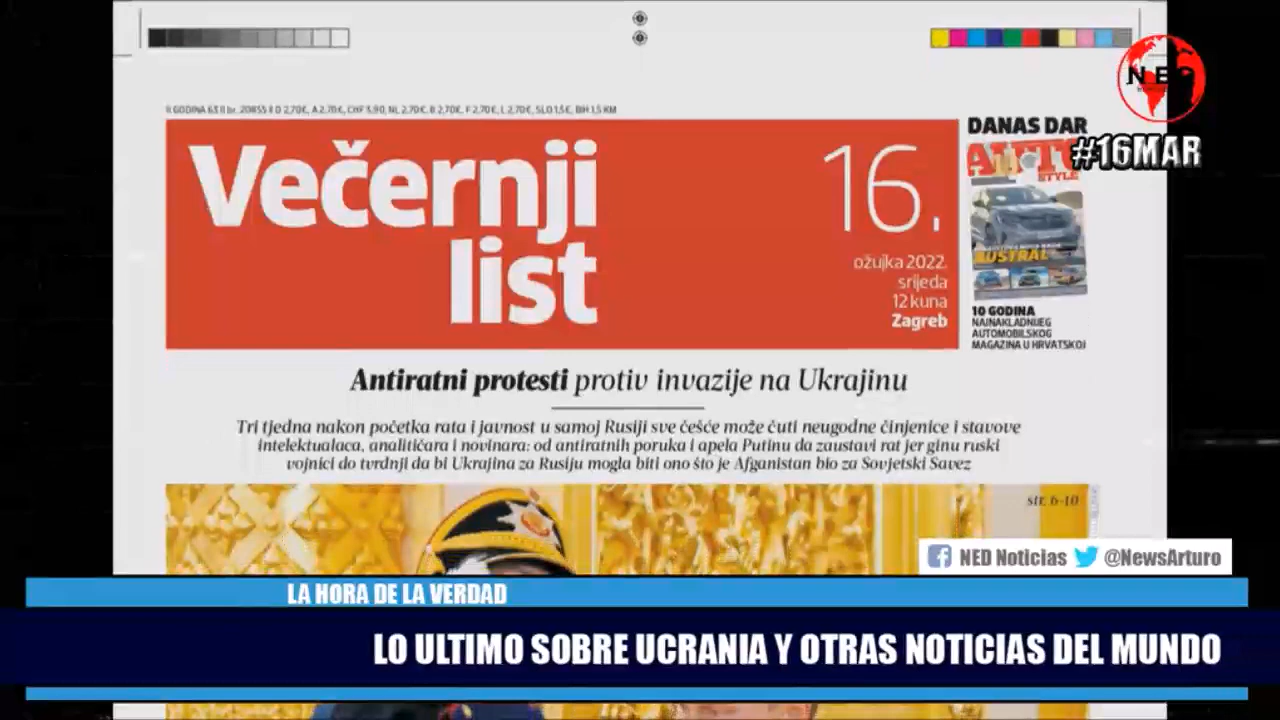 II GODINA 63 II br. 20855 II D 2,70€, A 2,70€, CHF 3,90, NL 2,70€, B 2,70€, F 2,70€, L 2,70€, SLO 1,5€, BIH 1,5 KM
NED
DANAS DAR
#16MAR
STYLE
AUSTRAL
10 GODINA
NAJNAKLADNIJEG
AUTOMOBILSKOG
MAGAZINA U HRVATSKOJ
Večernji
list
16.
ožujka 2022.
srijeda
12 kuna
Zagreb
Antiratni protesti protiv invazije na Ukrajinu
Tri tjedna nakon početka rata i javnost u samoj Rusiji sve češće može čuti neugodne činjenice i stavove
intelektualaca, analitičara i novinara: od antiratnih poruka i apela Putinu da zaustavi rat jer ginu ruski
vojnici do tvrdnji da bi Ukrajina za Rusiju mogla biti ono što je Afganistan bio za Sovjetski Savez
str. 6-10
NED Noticias @NewsArturo
LA HORA DE LA VERDAD
LO ULTIMO SOBRE UCRANIA Y OTRAS NOTICIAS DEL MUNDO